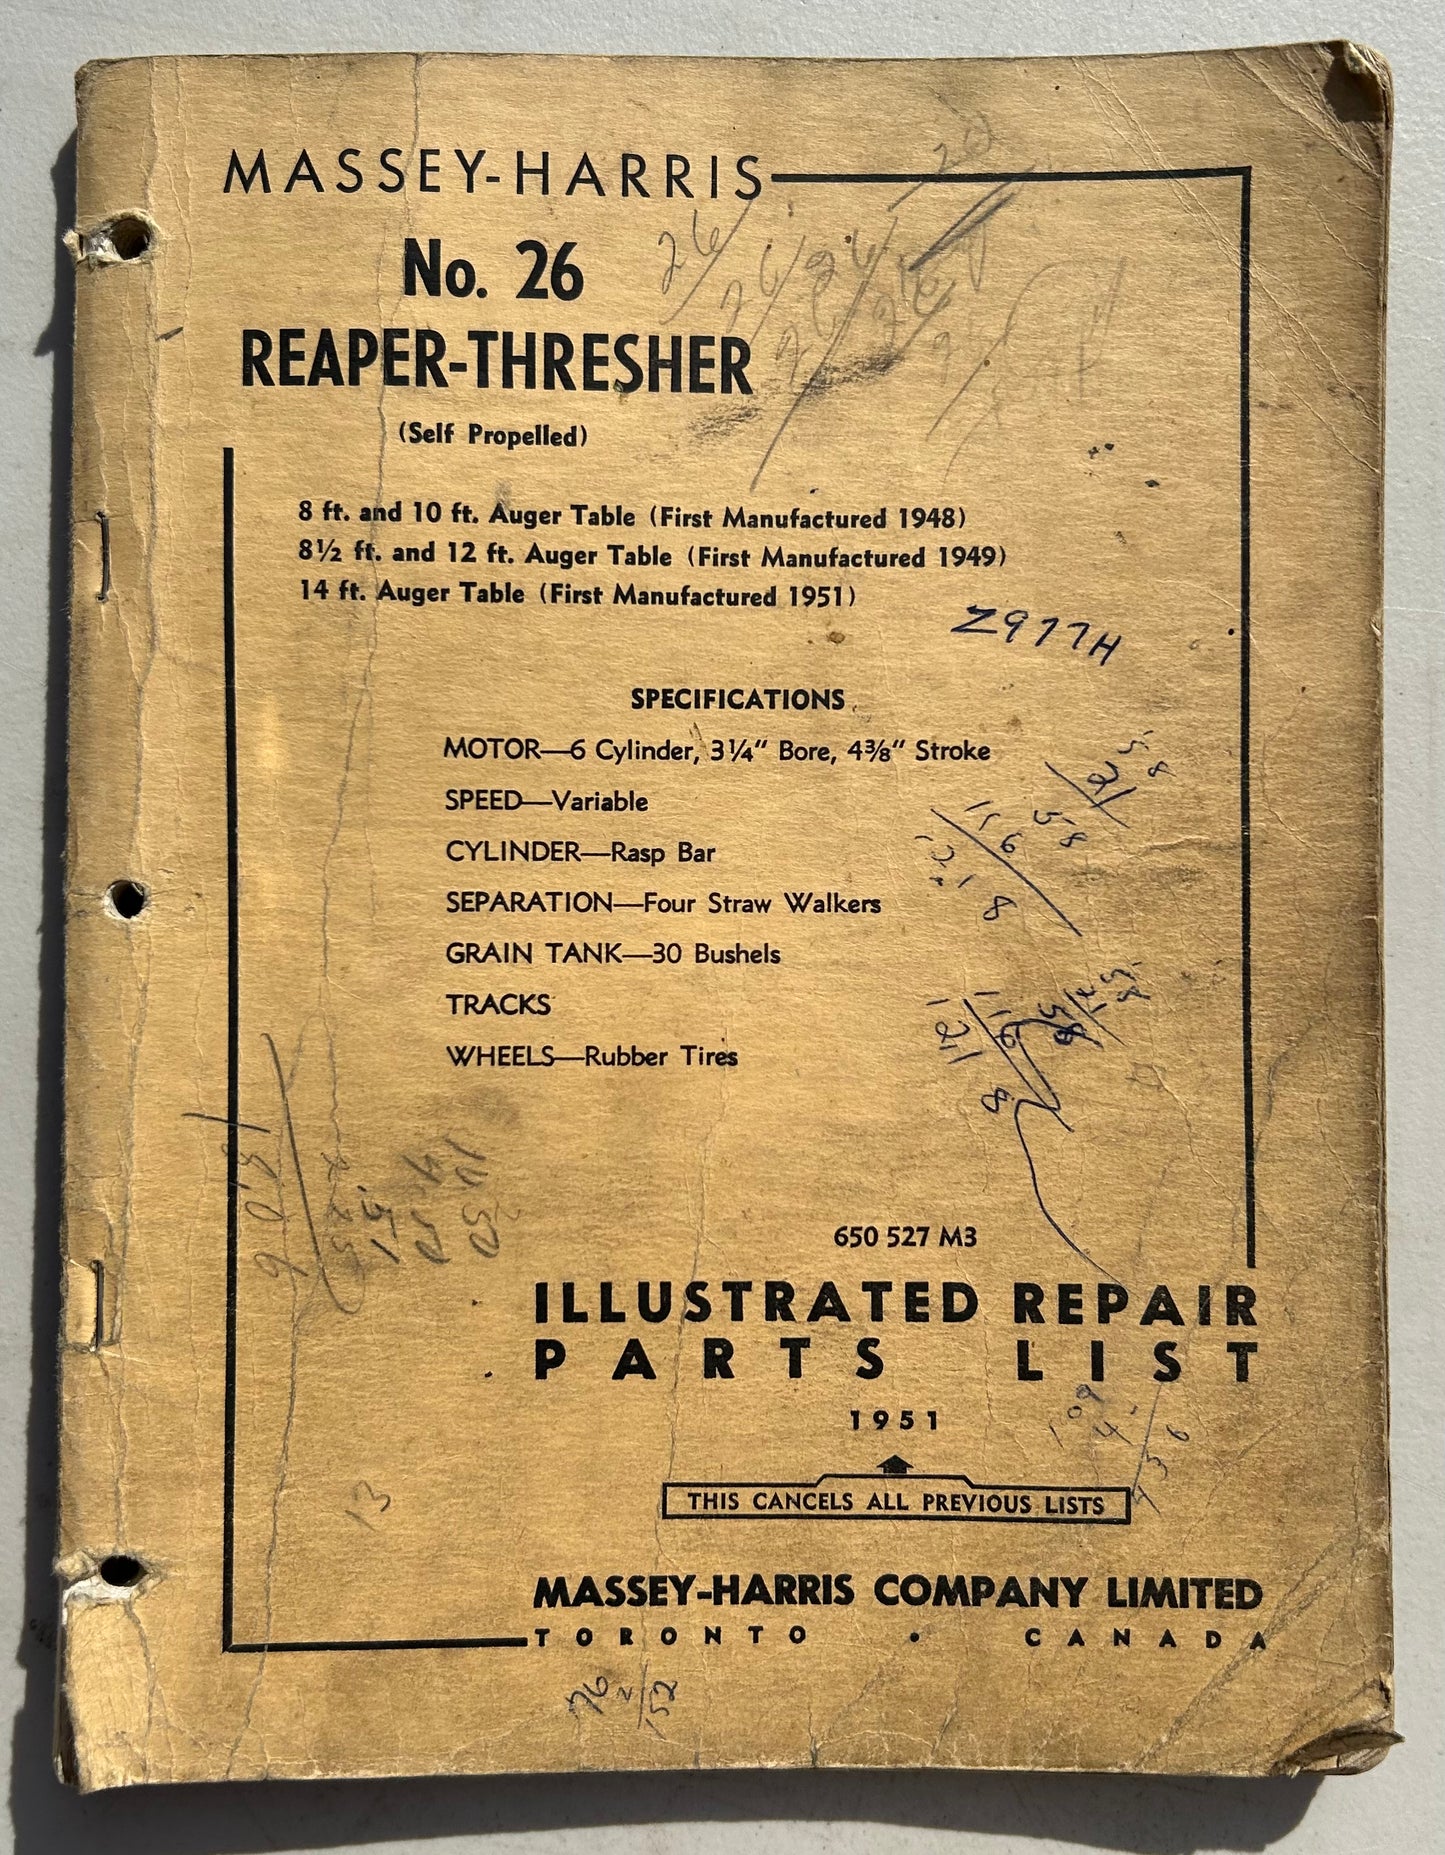 MASSEY-HARRIS
No. 26
REAPER-THRESHER
(Self Propelled)
8 ft. and 10 ft. Auger Table (First Manufactured 1948)
8½ ft. and 12 ft. Auger Table (First Manufactured 1949)
14 ft. Auger Table (First Manufactured 1951)
Z977H
SPECIFICATIONS
MOTOR—6 Cylinder, 3¼" Bore, 4⅜" Stroke
SPEED—Variable
CYLINDER—Rasp Bar
SEPARATION—Four Straw Walkers
GRAIN TANK—30 Bushels
TRACKS
WHEELS—Rubber Tires
650 527 M3
ILLUSTRATED REPAIR
PARTS LIST
1951
THIS CANCELS ALL PREVIOUS LISTS
13
MASSEY-HARRIS COMPANY LIMITED
TORONTO • CANADA
76
2
152